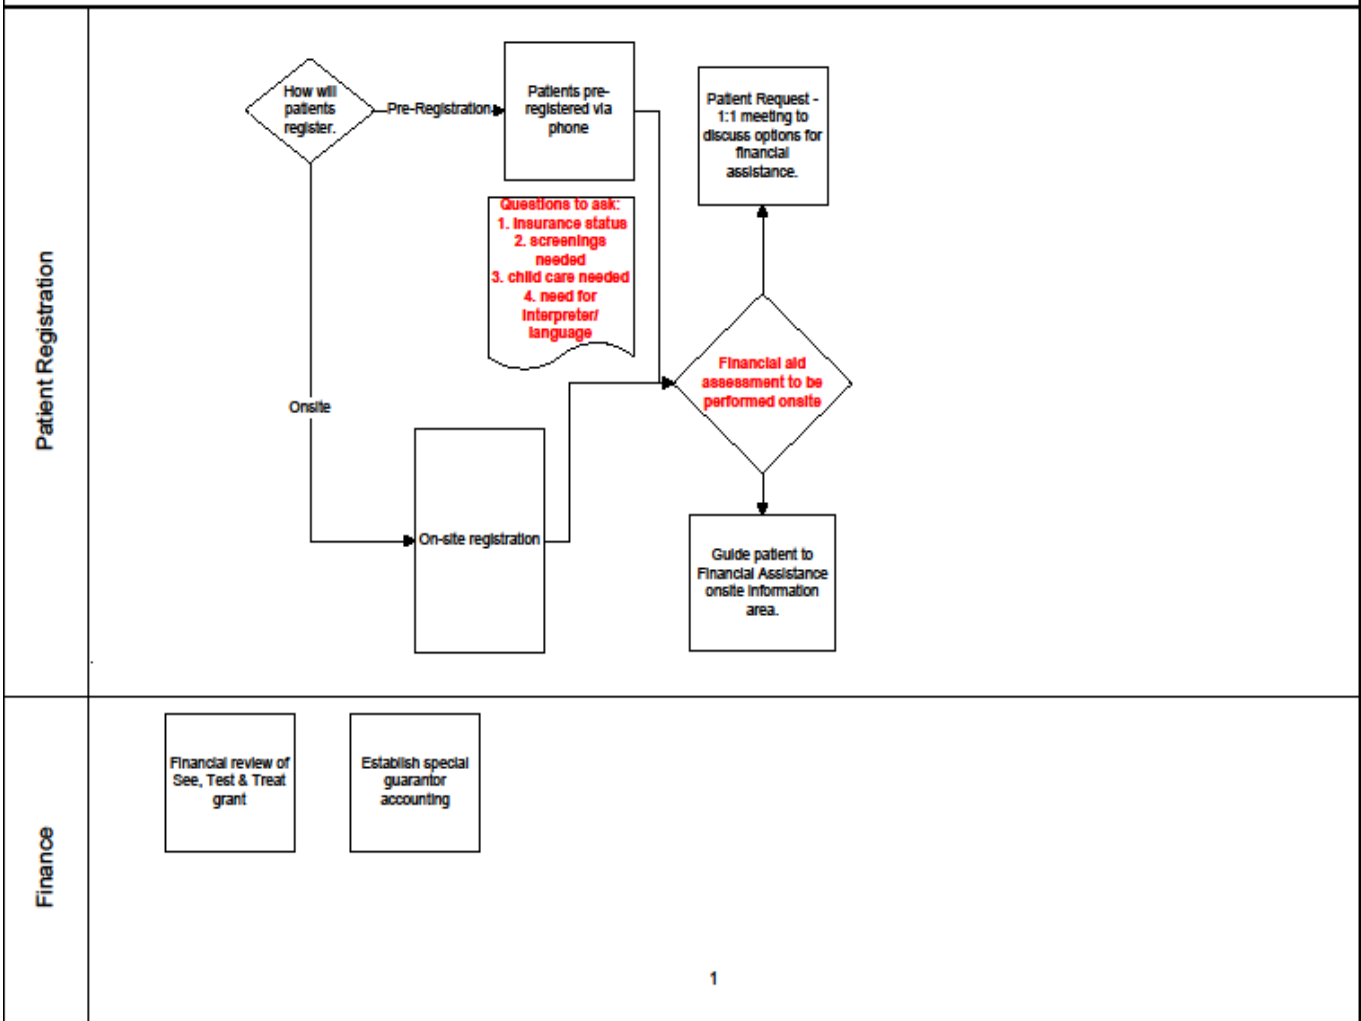 Patient Registration
How will
patients
register.
Pre-Registration
Patients pre-
registered via
phone
Patient Request -
1:1 meeting to
discuss options for
financial
assistance.
Questions to ask:
1. Insurance status
2. screenings
needed
3. child care needed
4. need for
Interpreter/
language
Financial aid
assessment to be
performed onsite
Onsite
On-site registration
Guide patient to
Financial Assistance
onsite Information
area.
Finance
Financial review of
See, Test & Treat
grant
Establish special
guarantor
accounting
1